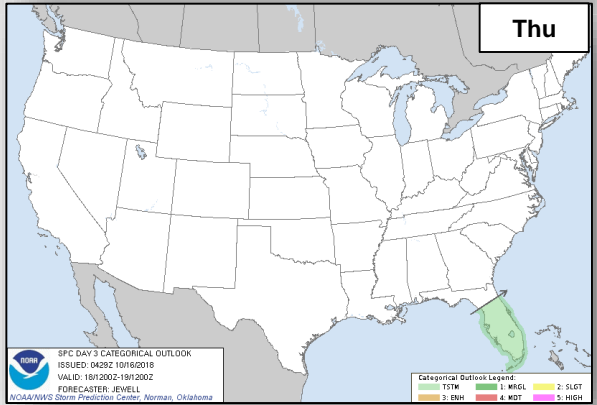 Thu
NOAA
SPC DAY 3 CATEGORICAL OUTLOOK
ISSUED: 0429Z 10/16/2018
VALID: 18/1200Z-19/1200Z
FORECASTER: JEWELL
NOAA/NWS Storm Prediction Center, Norman, Oklahoma
Categorical Outlook Legend:
TSTM 1: MRGL 2: SLGT
3: ENH 4: MDT 5: HIGH